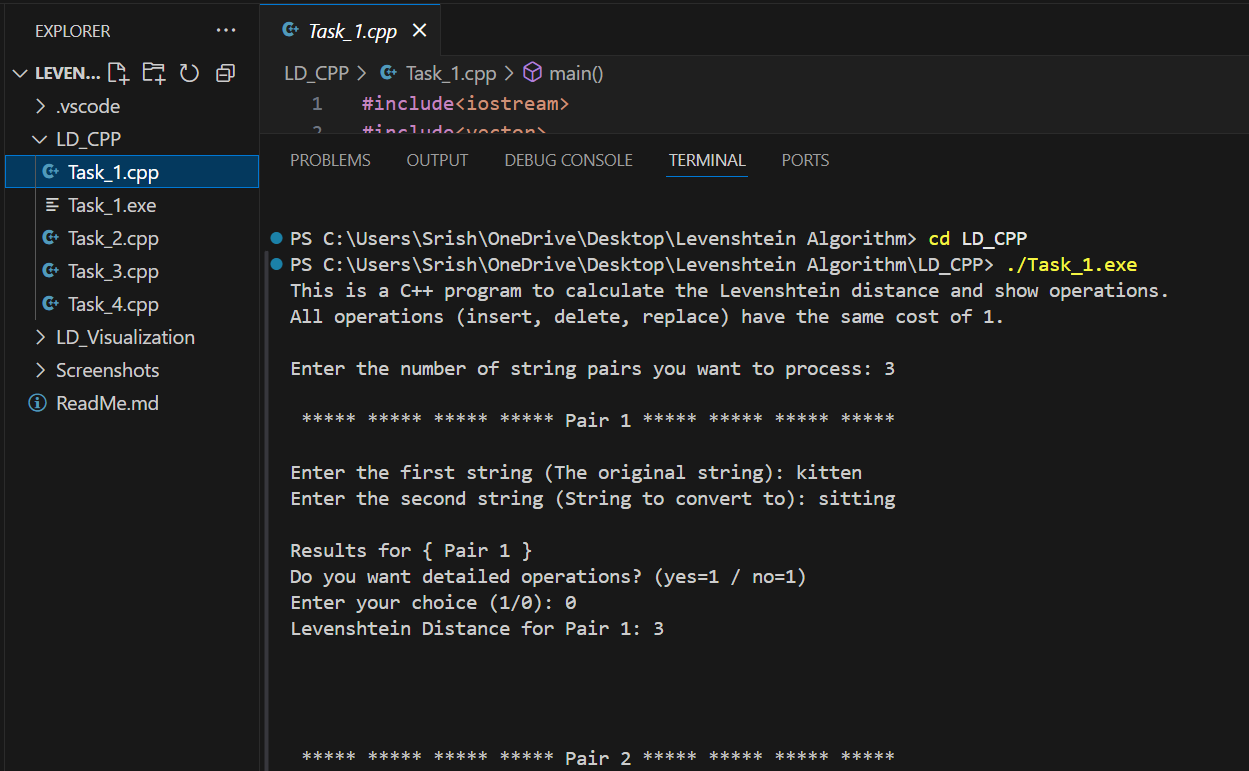 EXPLORER
LEVEN...
.vscode
LD_CPP
Task_1.cpp
Task_1.exe
Task_2.cpp
Task_3.cpp
Task_4.cpp
LD_Visualization
Screenshots
ReadMe.md
Task_1.cpp
LD_CPP > Task_1.cpp > main()
1 #include<iostream>
2 #include<vector>
PROBLEMS OUTPUT DEBUG CONSOLE TERMINAL PORTS
PS C:\Users\Srish\OneDrive\Desktop\Levenshtein Algorithm> cd LD_CPP
PS C:\Users\Srish\OneDrive\Desktop\Levenshtein Algorithm\LD_CPP> ./Task_1.exe
This is a C++ program to calculate the Levenshtein distance and show operations.
All operations (insert, delete, replace) have the same cost of 1.
Enter the number of string pairs you want to process: 3
***** ***** ***** ***** Pair 1 ***** ***** ***** *****
Enter the first string (The original string): kitten
Enter the second string (String to convert to): sitting
Results for { Pair 1 }
Do you want detailed operations? (yes=1 / no=1)
Enter your choice (1/0): 0
Levenshtein Distance for Pair 1: 3
***** ***** ***** ***** Pair 2 ***** ***** ***** *****